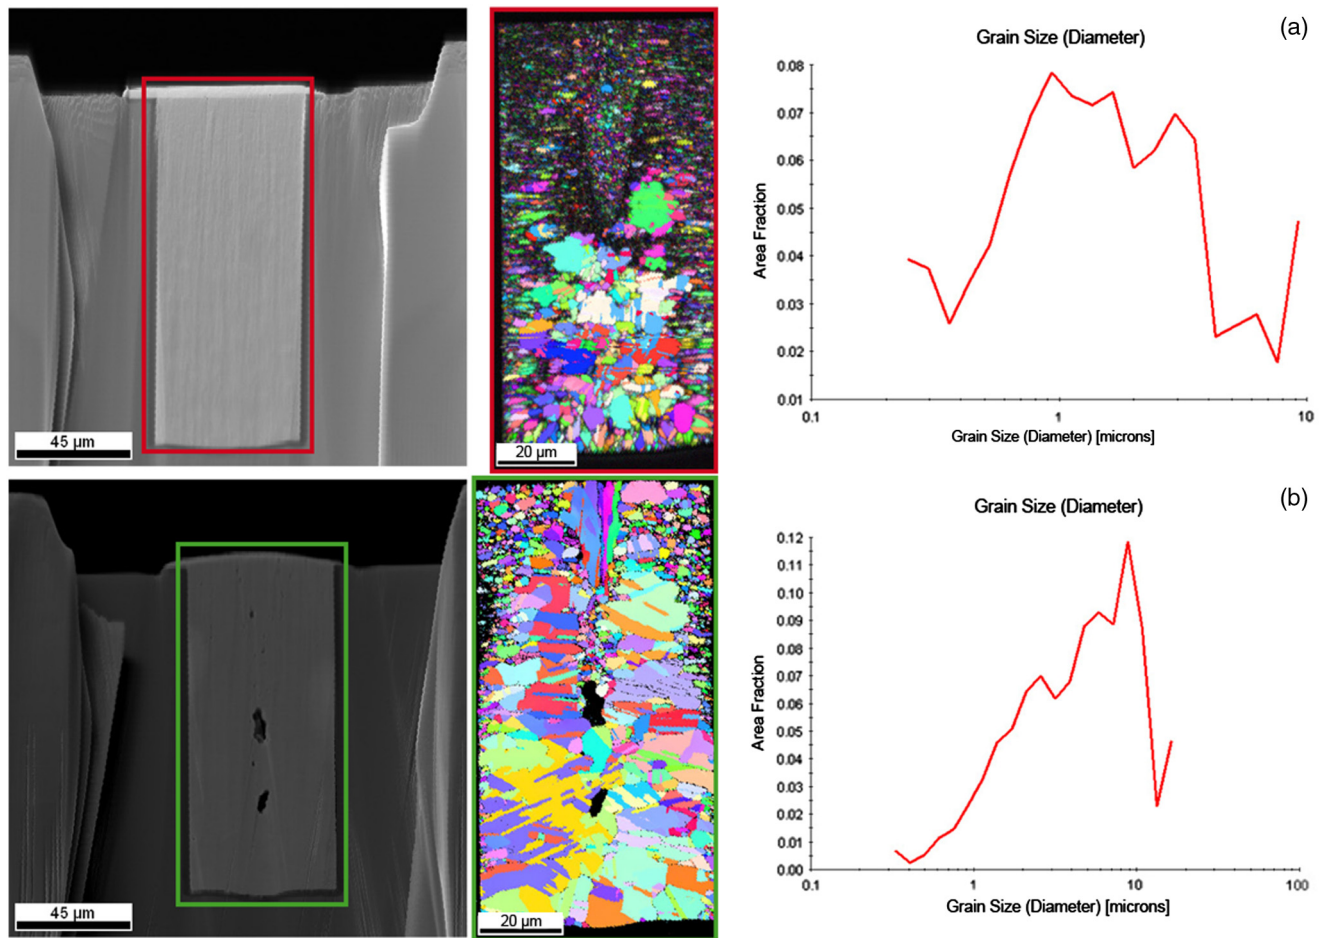 (a)
Grain Size (Diameter)
0.08
0.07
0.06
0.05
0.04
0.03
0.02
0.01
Area Fraction
0.1
1
10
Grain Size (Diameter) [microns]
45 µm
20 µm
(b)
Grain Size (Diameter)
0.12
0.11
0.10
0.09
0.08
0.07
0.06
0.05
0.04
0.03
0.02
0.01
0.00
Area Fraction
0.1
1
10
100
Grain Size (Diameter) [microns]
45 µm
20 µm